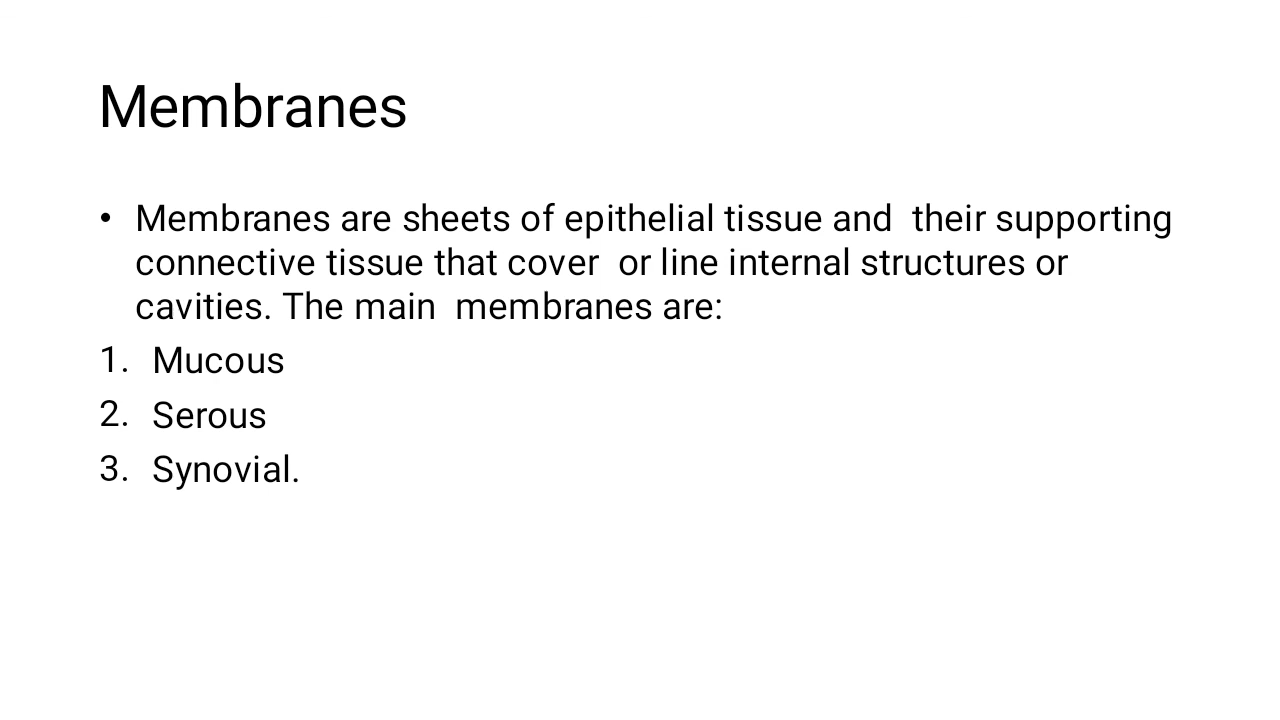 Membranes
• Membranes are sheets of epithelial tissue and  their supporting
connective tissue that cover  or line internal structures or
cavities. The main  membranes are:
1. Mucous
2. Serous
3. Synovial.